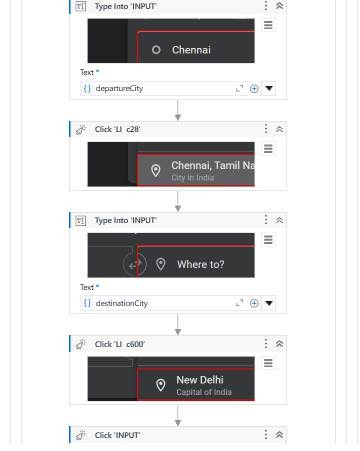 Type Into 'INPUT'
Chennai
Text *
departureCity
Click 'LI c28'
Chennai, Tamil Na
City in India
Type Into 'INPUT'
Where to?
Text *
destinationCity
Click 'LI c600'
New Delhi
Capital of India
Click 'INPUT'